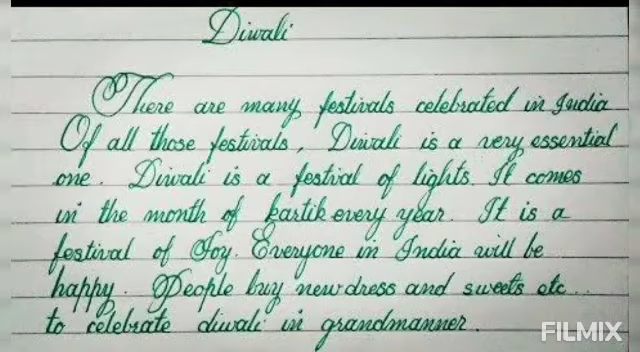 Diwali
There are many festivals celebrated in India
Of all those festivals, Diwali is a very essential
one. Diwali is a festival of lights. It comes
in the month of kartik every year. It is a
festival of Joy. Everyone in India will be
happy. People buy new dress and sweets etc..
to celebrate diwali in grandmanner.
FILMIX